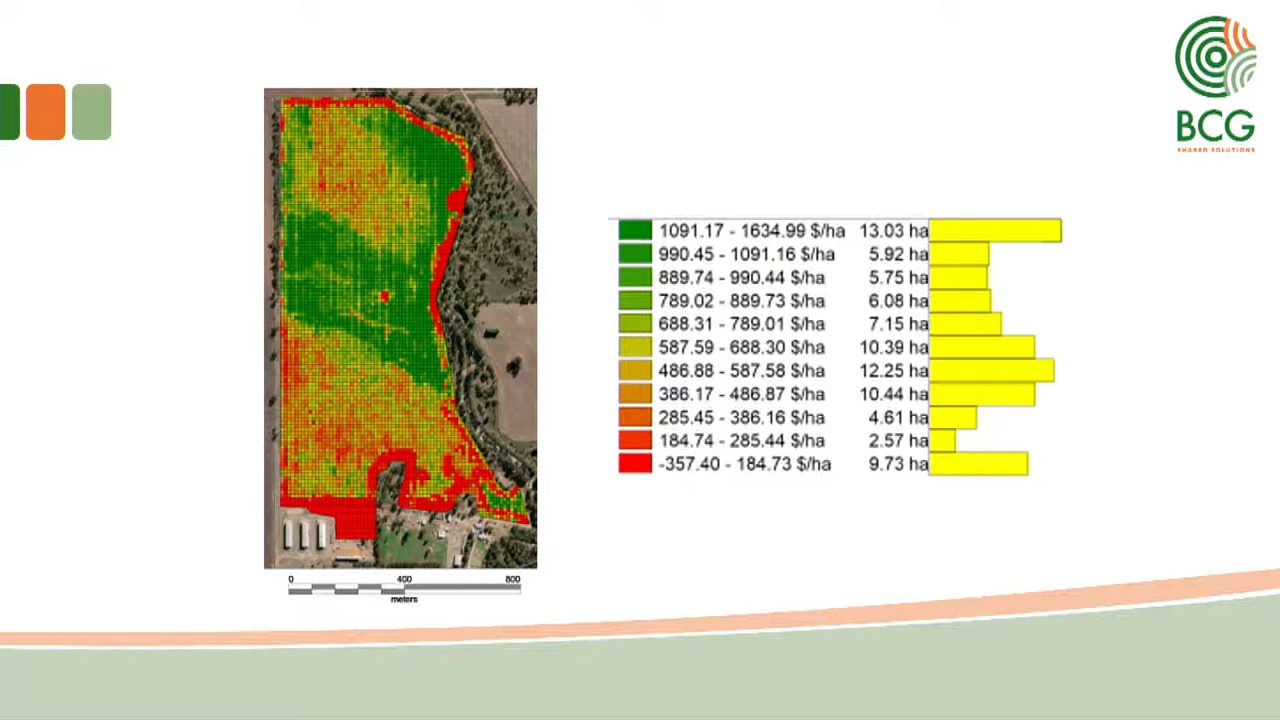 BCG
SHARED SOLUTIONS
1091.17 - 1634.99 $/ha 13.03 ha
990.45 - 1091.16 $/ha 5.92 ha
889.74 - 990.44 $/ha 5.75 ha
789.02 - 889.73 $/ha 6.08 ha
688.31 - 789.01 $/ha 7.15 ha
587.59 - 688.30 $/ha 10.39 ha
486.88 - 587.58 $/ha 12.25 ha
386.17 - 486.87 $/ha 10.44 ha
285.45 - 386.16 $/ha 4.61 ha
184.74 - 285.44 $/ha 2.57 ha
-357.40 - 184.73 $/ha 9.73 ha
0 400 800
meters